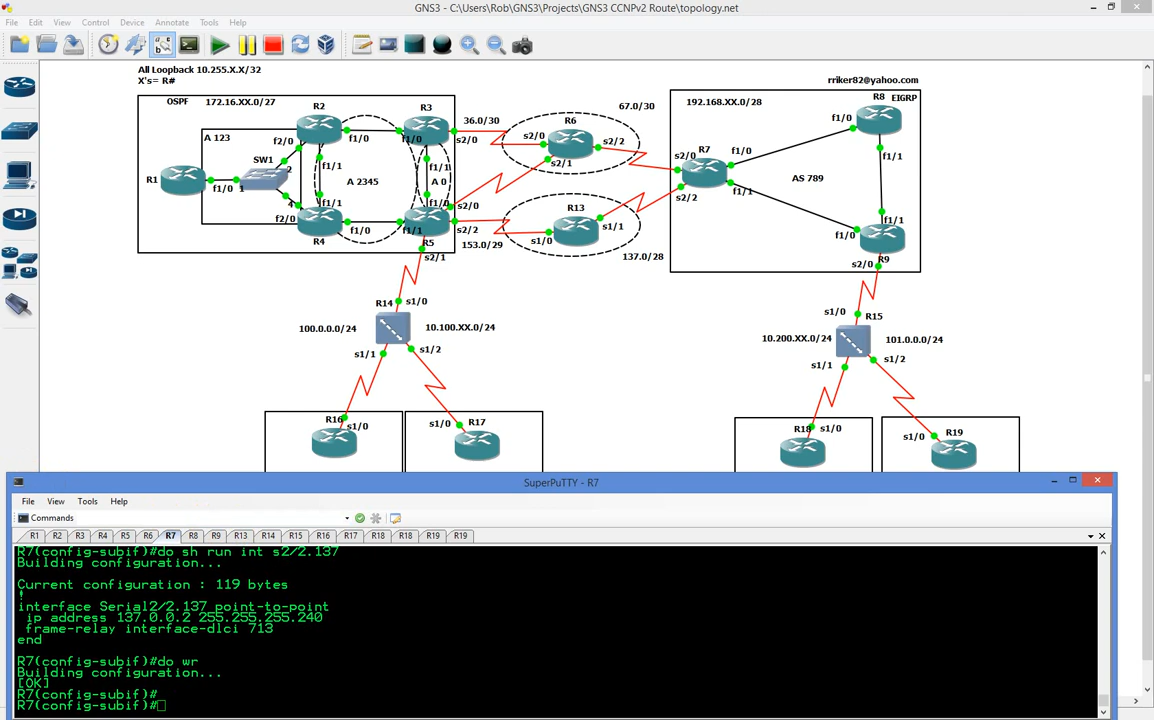 GNS3 - C:\Users\Rob\GNS3\Projects\GNS3 CCNPv2 Route\topology.net
File Edit View Control Device Annotate Tools Help
All Loopback 10.255.X.X/32
X's= R#
rriker82@yahoo.com
OSPF 172.16.XX.0/27
67.0/30
192.168.XX.0/28
R8 EIGRP
R2
R3
36.0/30
R6
f1/0
A 123
f2/0
f1/0
f1/0
s2/0
s2/0
s2/2
R7
f1/0
s2/0
SW1
f1/1
f1/1
s2/1
f1/1
R1
2
A 2345
A 0
AS 789
f1/0
1
f1/1
f1/0
s2/0
R13
s2/2
f1/1
4
f2/0
f1/0
f1/1
s2/2
s1/1
f1/1
R4
R5
153.0/29
s1/0
137.0/28
f1/0
R9
s2/1
s2/0
R14
s1/0
s1/0
R15
100.0.0.0/24
10.100.XX.0/24
10.200.XX.0/24
101.0.0.0/24
s1/1
s1/2
s1/1
s1/2
R16
s1/0
s1/0
R17
R18
s1/0
s1/0
R19
SuperPuTTY - R7
File View Tools Help
Commands
R1 R2 R3 R4 R5 R6 R7 R8 R9 R13 R14 R15 R16 R17 R18 R18 R19 R19
R7(config-subif)#do sh run int s2/2.137
Building configuration...
Current configuration : 119 bytes
!
interface Serial2/2.137 point-to-point
ip address 137.0.0.2 255.255.255.240
frame-relay interface-dlci 713
end
R7(config-subif)#do wr
Building configuration...
[OK]
R7(config-subif)#
R7(config-subif)#